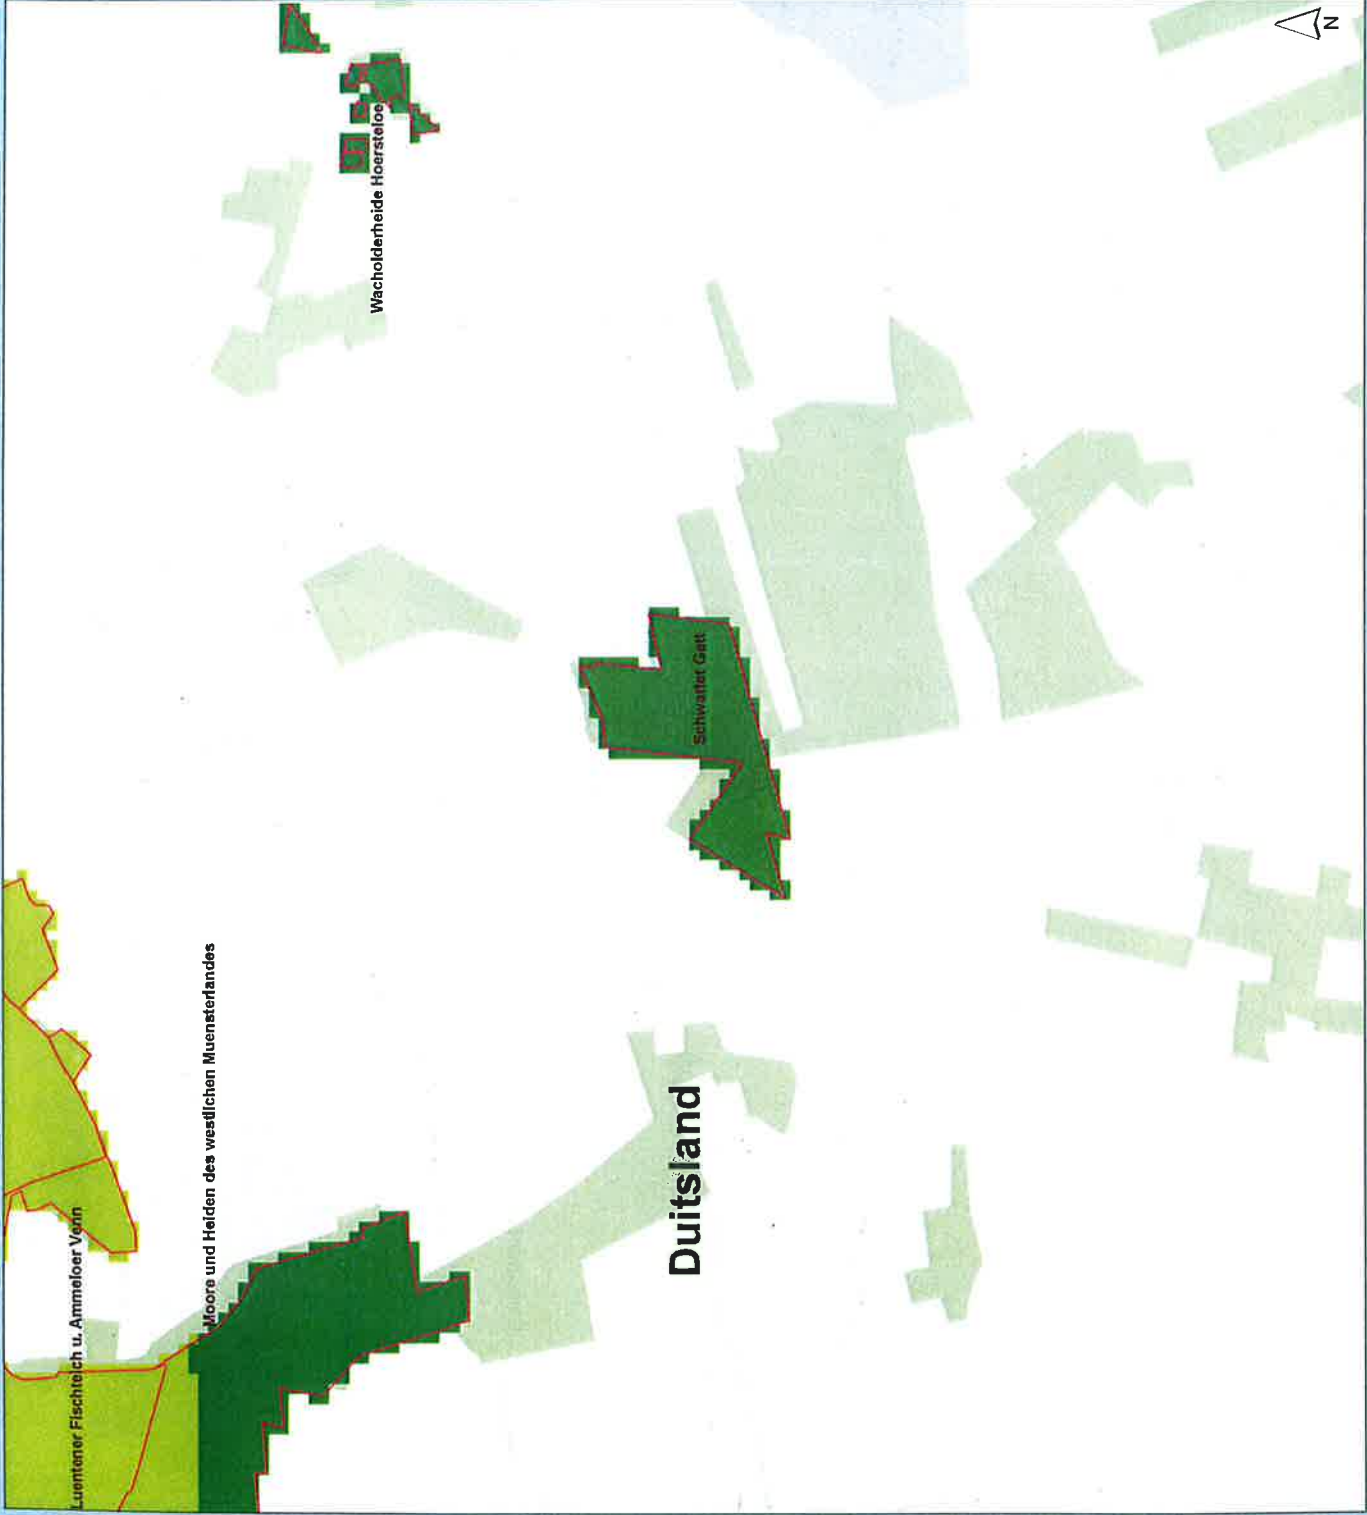 Luentener Fischteich u. Ammeloer Venn
Moore und Heiden des westlichen Muensterlandes
Wacholderheide Hoersteloe
Schwattet Gatt
Duitsland
N